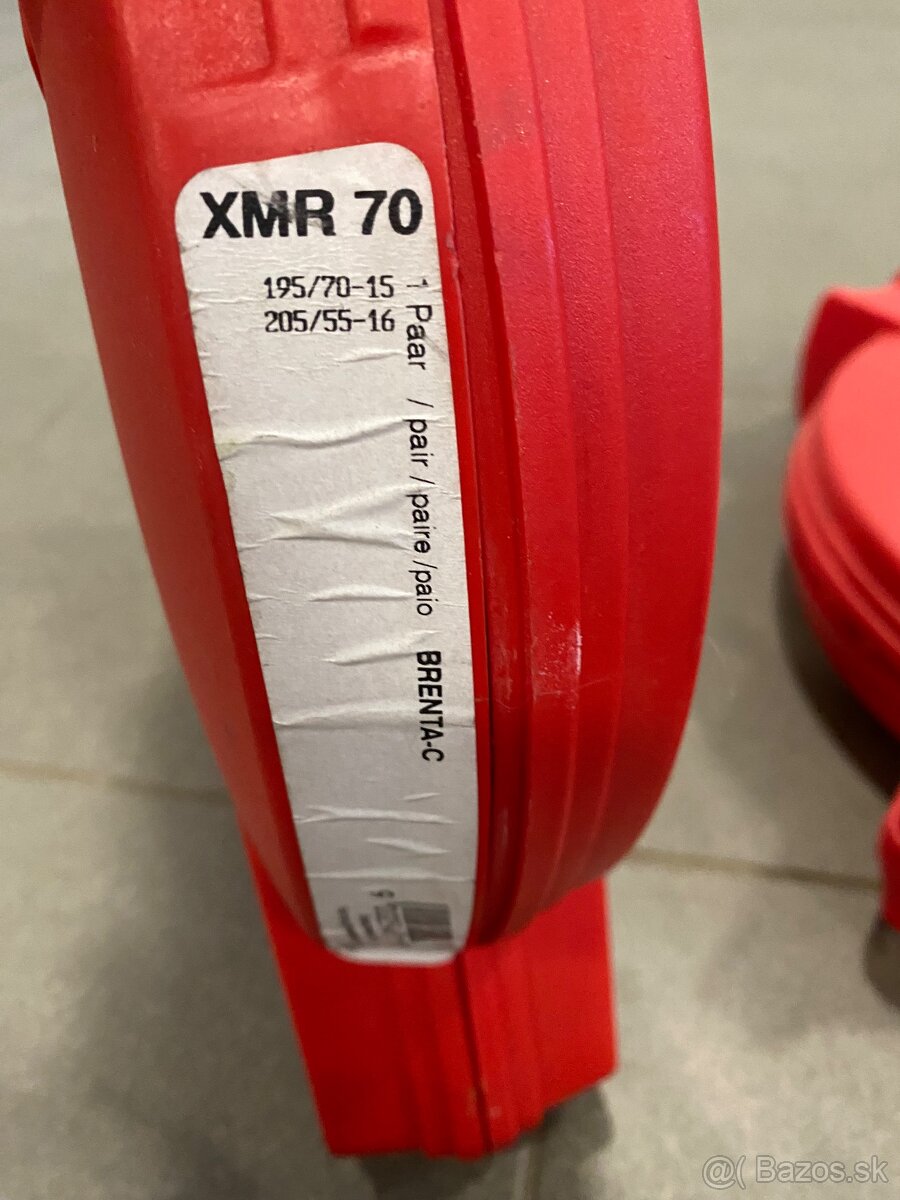 XMR 70
195/70-15
205/55-16
1 Paar / pair / paire /paio BRENTA-C
@( Bazos.sk